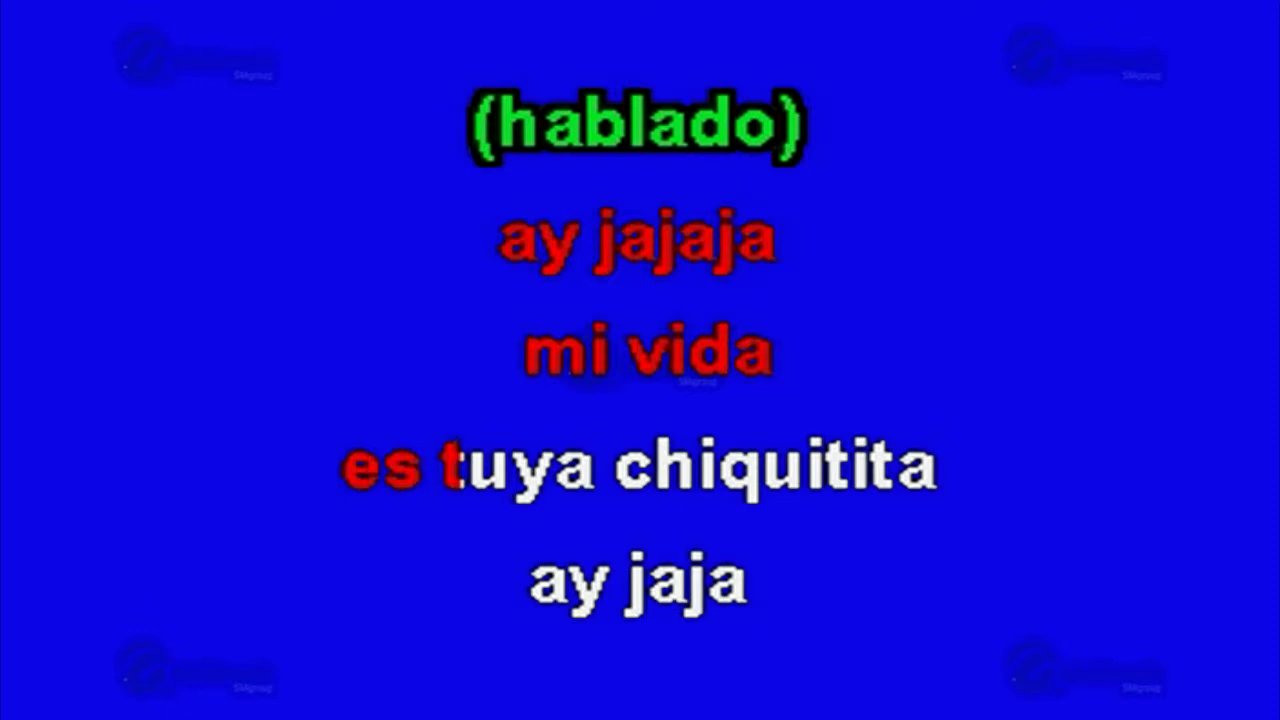 (hablado)
ay jajaja
mi vida
es tuya chiquitita
ay jaja